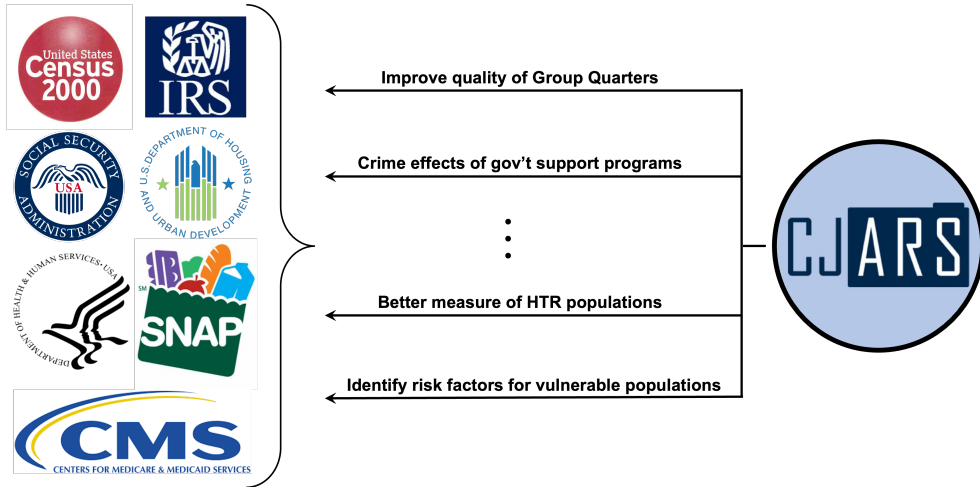 United States
Census
2000
IRS
SOCIAL SECURITY
ADMINISTRATION
USA
U.S. DEPARTMENT OF HOUSING
AND URBAN DEVELOPMENT
DEPARTMENT OF HEALTH & HUMAN SERVICES • USA
SM
SNAP
CMS
CENTERS FOR MEDICARE & MEDICAID SERVICES
Improve quality of Group Quarters
Crime effects of gov't support programs
Better measure of HTR populations
Identify risk factors for vulnerable populations
CJARS